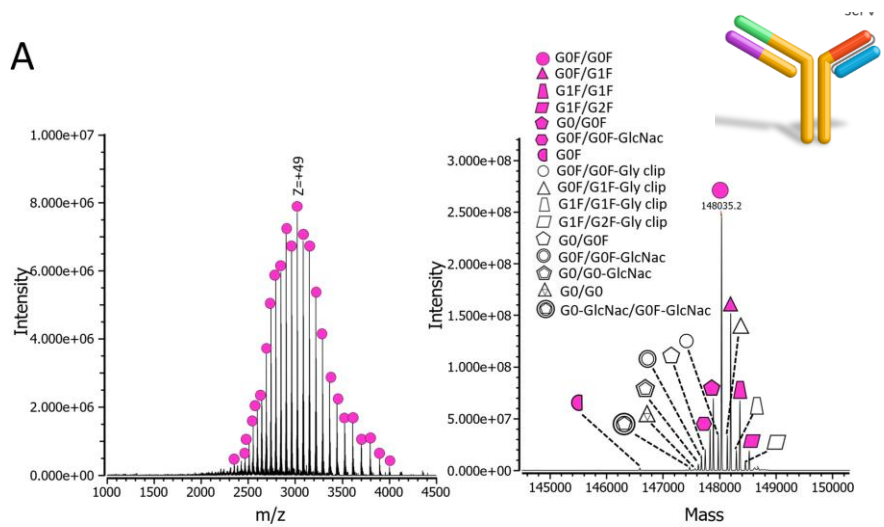 A
G0F/G0F
G0F/G1F
G1F/G1F
G1F/G2F
G0/G0F
G0F/G0F-GlcNac
G0F
G0F/G0F-Gly clip
G0F/G1F-Gly clip
G1F/G1F-Gly clip
G1F/G2F-Gly clip
G0/G0F
G0F/G0F-GlcNac
G0/G0-GlcNac
G0/G0
G0-GlcNac/G0F-GlcNac
Intensity
1.000e+07
8.000e+06
6.000e+06
4.000e+06
2.000e+06
0.000e+00
Z=+49
1000 1500 2000 2500 3000 3500 4000 4500
m/z
Intensity
3.000e+08
2.500e+08
2.000e+08
1.500e+08
1.000e+08
5.000e+07
0.000e+00
148035.2
145000 146000 147000 148000 149000 150000
Mass